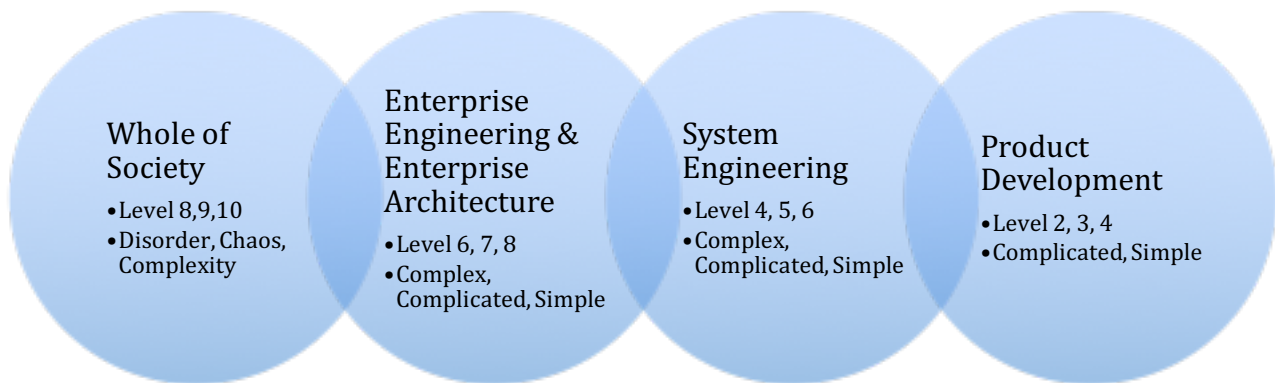 Whole of
Society
•Level 8,9,10
•Disorder, Chaos,
Complexity
Enterprise
Engineering &
Enterprise
Architecture
•Level 6, 7, 8
•Complex,
Complicated, Simple
System
Engineering
•Level 4, 5, 6
•Complex,
Complicated, Simple
Product
Development
•Level 2, 3, 4
•Complicated, Simple